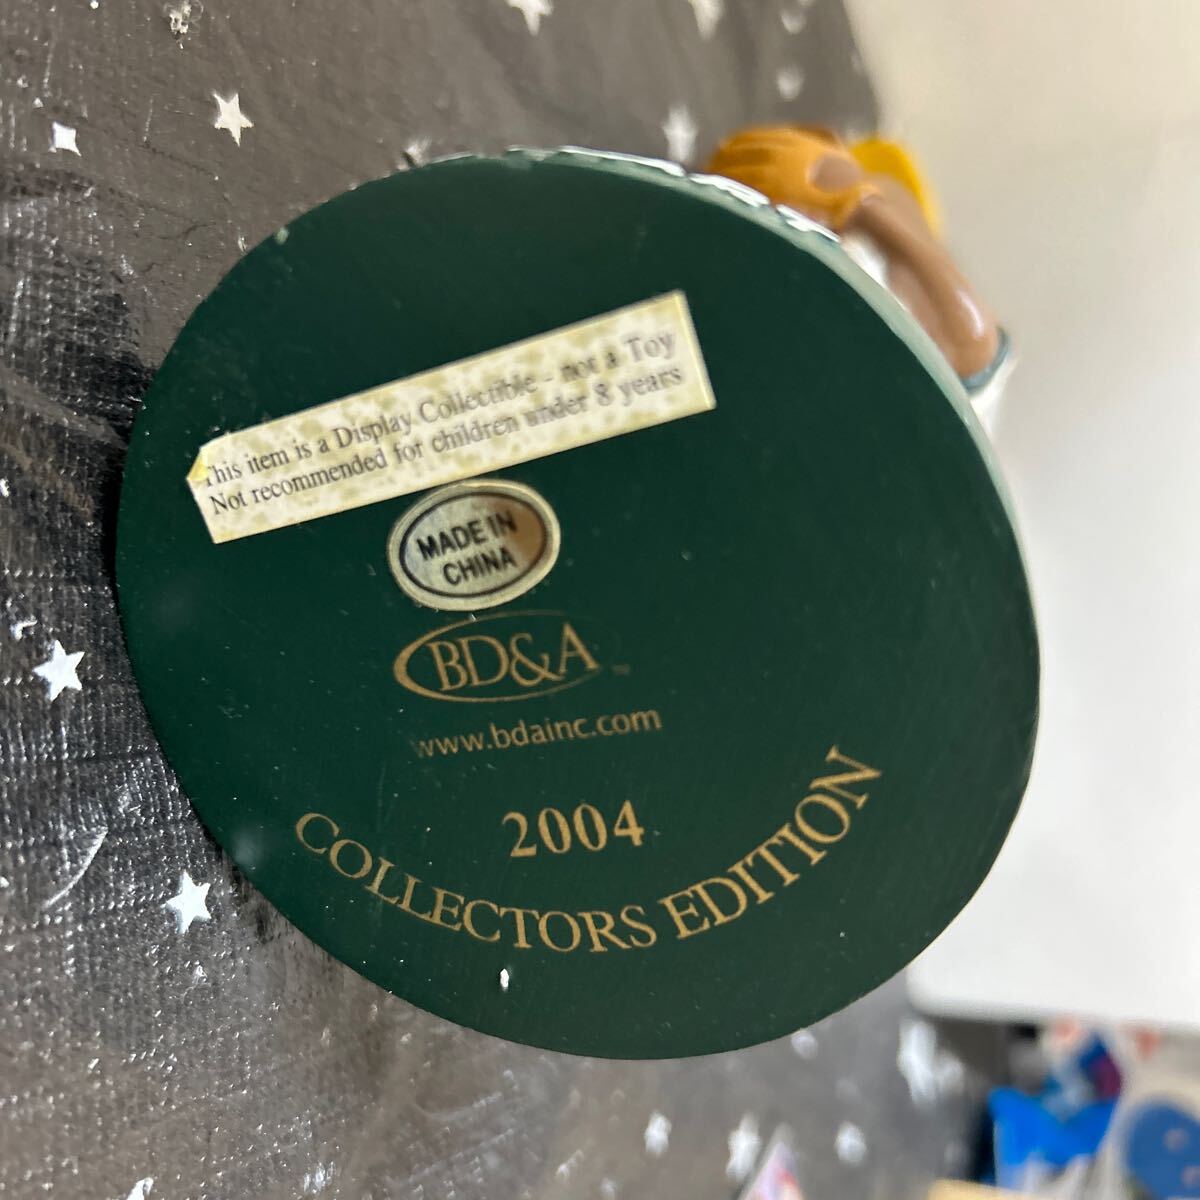 This item is a Display Collectible - not a Toy
Not recommended for children under 8 years
MADE IN
CHINA
BD&A
™
www.bdainc.com
2004
COLLECTORS EDITION